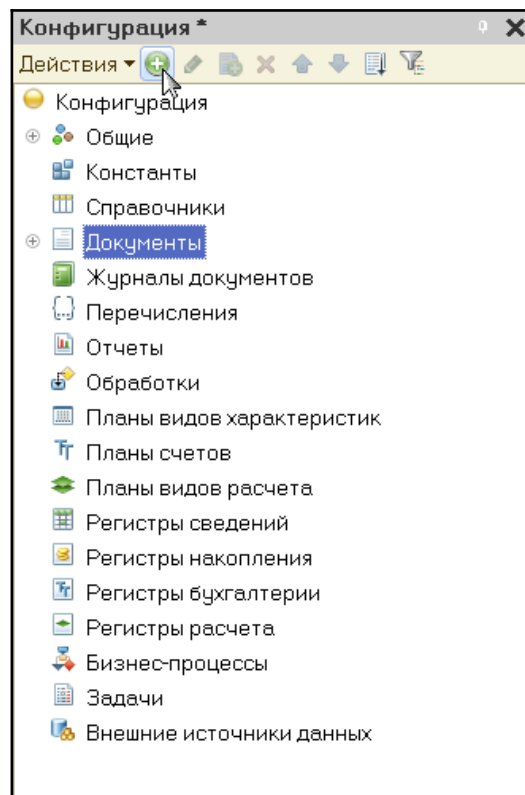 Конфигурация *
Действия
Конфигурация
Общие
Константы
Справочники
Документы
Журналы документов
Перечисления
Отчеты
Обработки
Планы видов характеристик
Планы счетов
Планы видов расчета
Регистры сведений
Регистры накопления
Регистры бухгалтерии
Регистры расчета
Бизнес-процессы
Задачи
Внешние источники данных